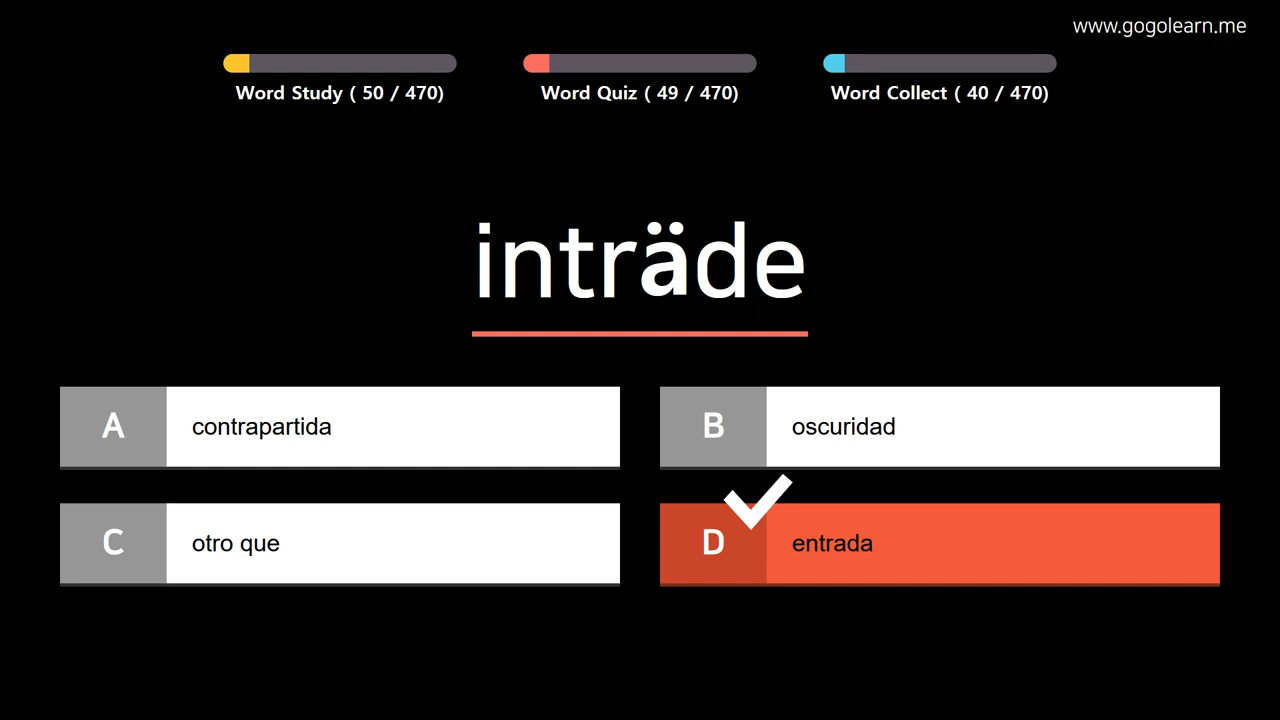 www.gogolearn.me
Word Study ( 50 / 470)
Word Quiz ( 49 / 470)
Word Collect ( 40 / 470)
inträde
A contrapartida
B oscuridad
C otro que
D entrada